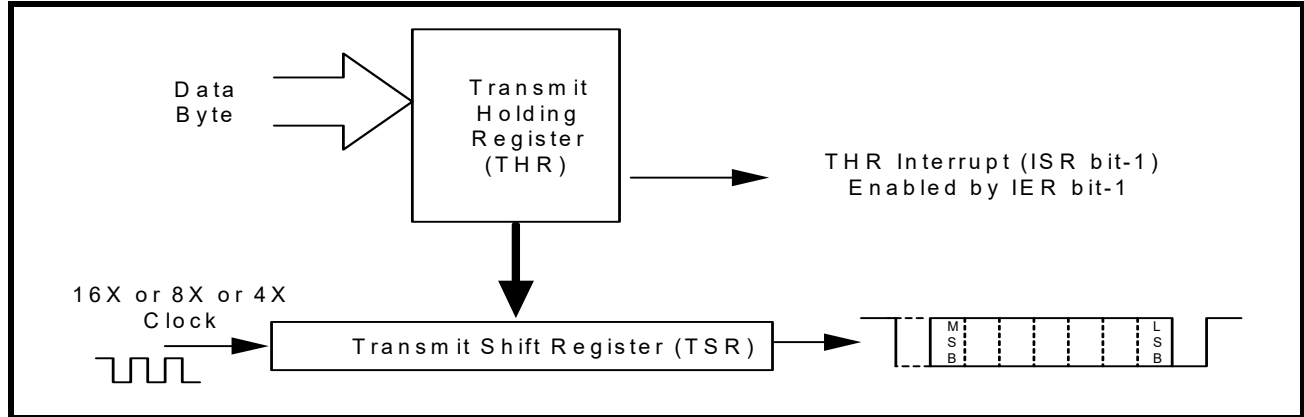 Data
Byte
Transmit
Holding
Register
(THR)
THR Interrupt (ISR bit-1)
Enabled by IER bit-1
16X or 8X or 4X
Clock
Transmit Shift Register (TSR)
M
S
B
L
S
B